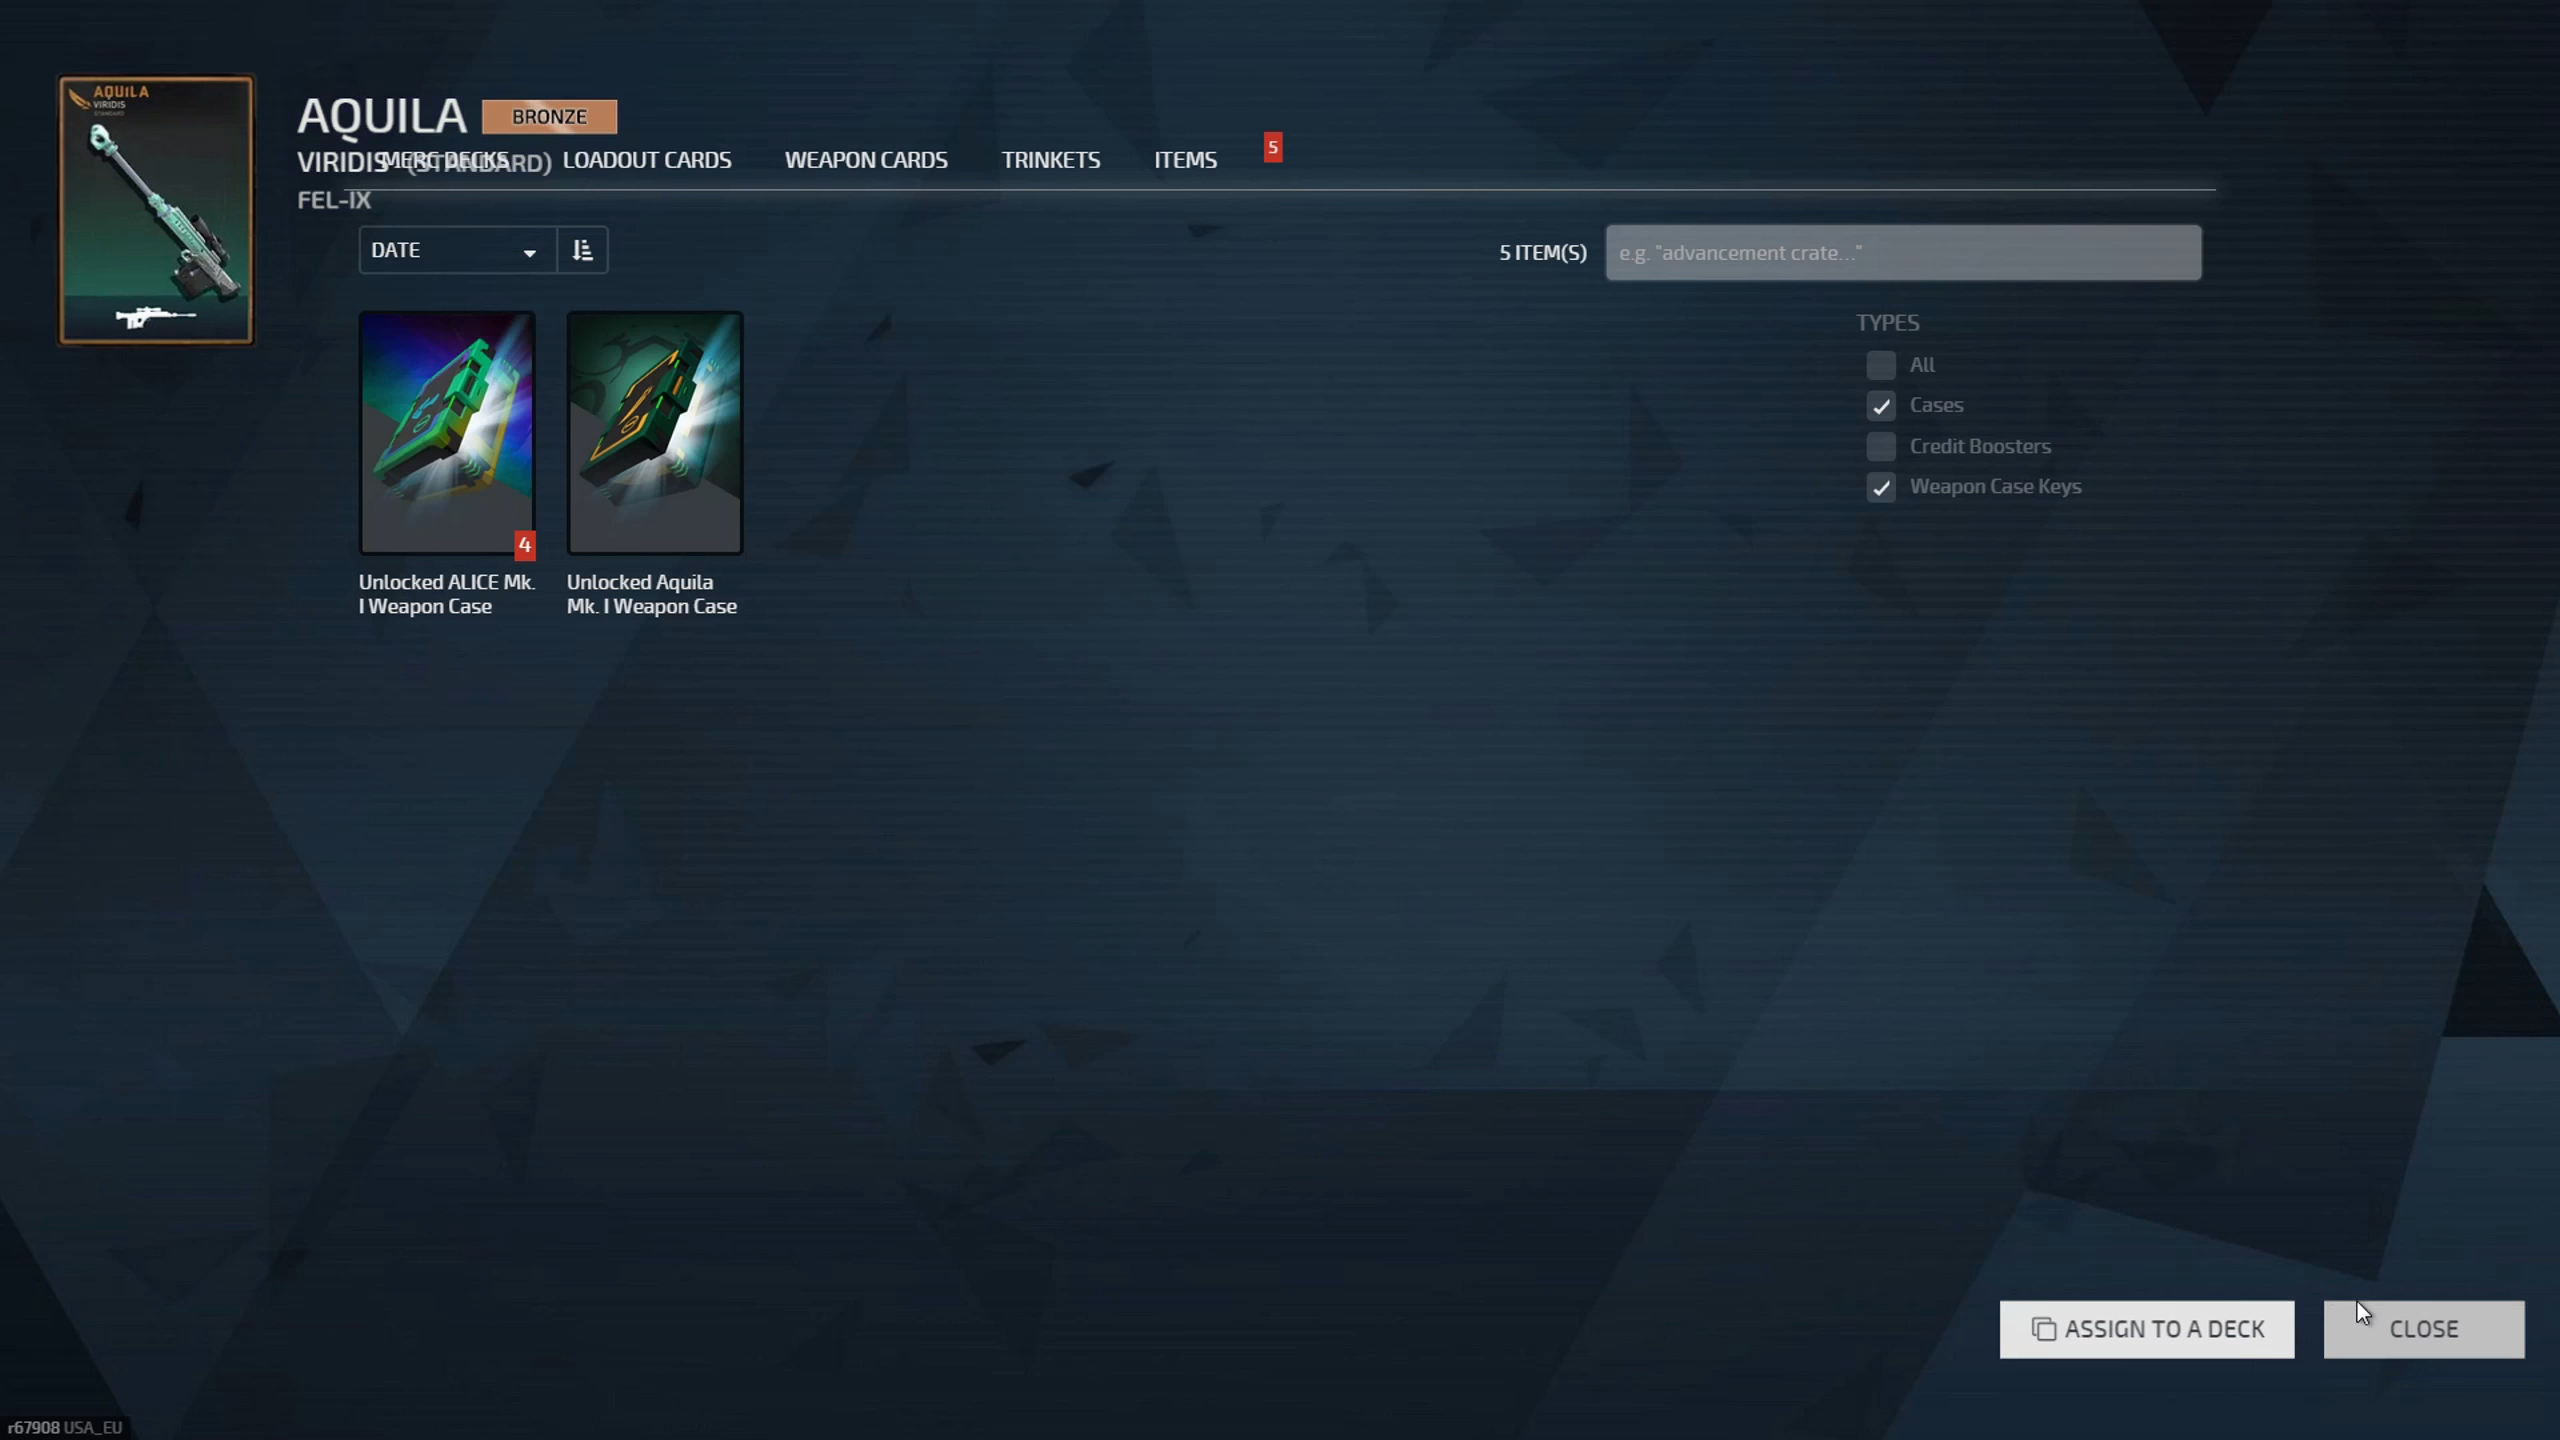 AQUILA
VIRIDIS
STANDARD
AQUILA BRONZE
VIRIDIS (STANDARD)
FEL-IX
MERC DECKS LOADOUT CARDS WEAPON CARDS TRINKETS ITEMS 5
DATE
5 ITEM(S) e.g. "advancement crate..."
TYPES
All
Cases
Credit Boosters
Weapon Case Keys
4
Unlocked ALICE Mk.
I Weapon Case
Unlocked Aquila
Mk. I Weapon Case
ASSIGN TO A DECK CLOSE
r67908 USA_EU